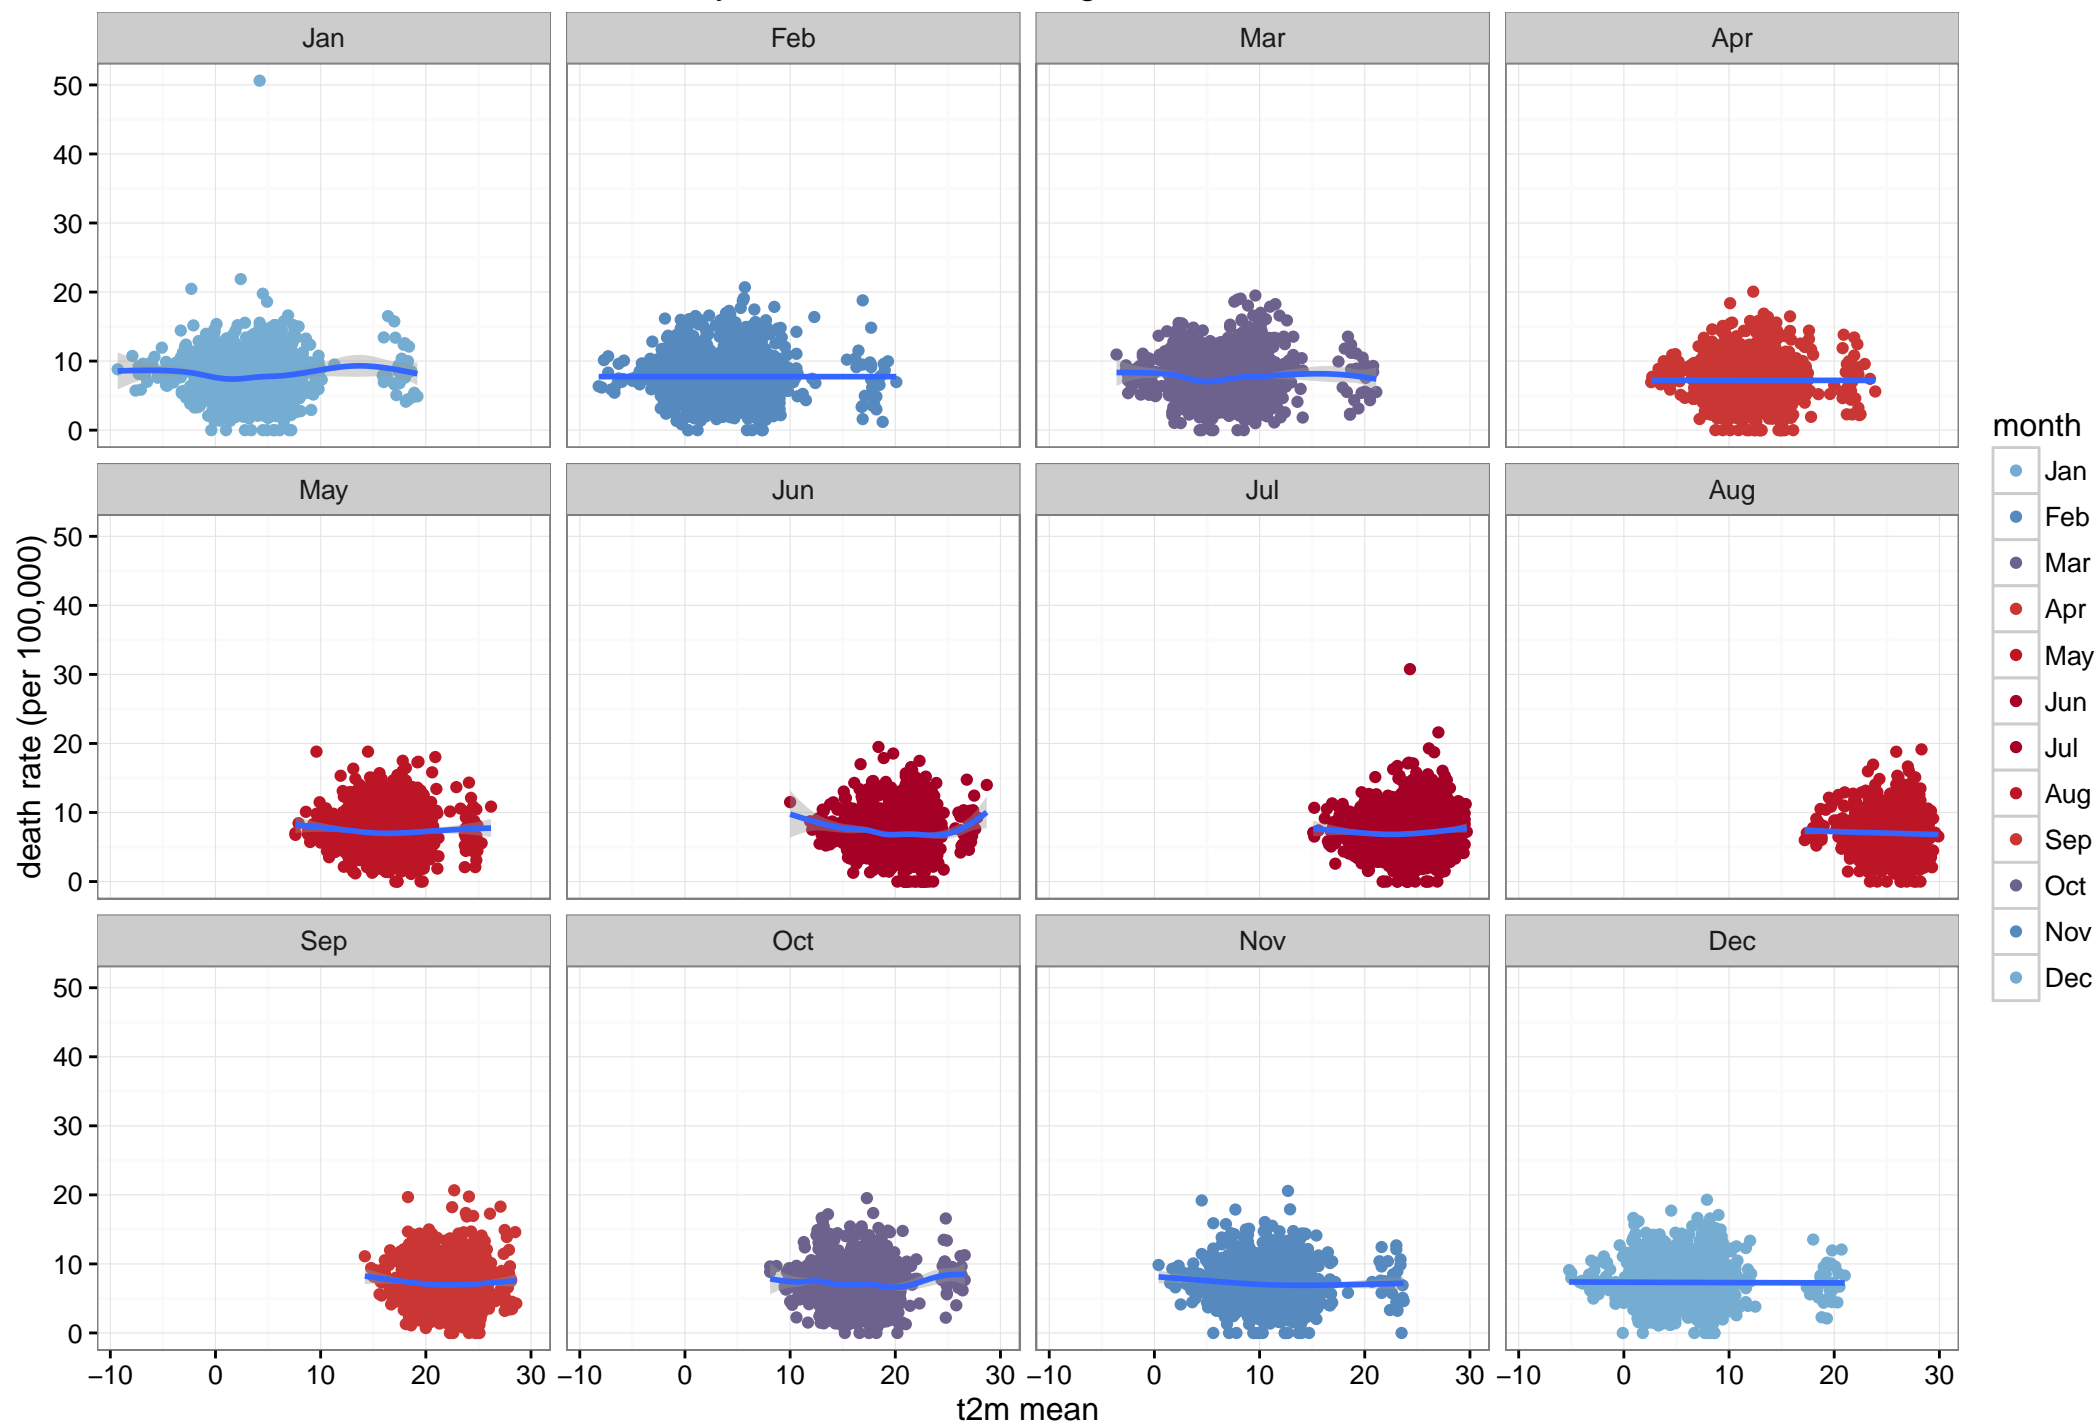 Jan Feb Mar Apr
50
40
30
20
10
0
May Jun Jul Aug
50
40
30
20
10
0
death rate (per 100,000)
Sep Oct Nov Dec
50
40
30
20
10
0
−10 0 10 20 30 −10 0 10 20 30 −10 0 10 20 30 −10 0 10 20 30
t2m mean
month
Jan
Feb
Mar
Apr
May
Jun
Jul
Aug
Sep
Oct
Nov
Dec